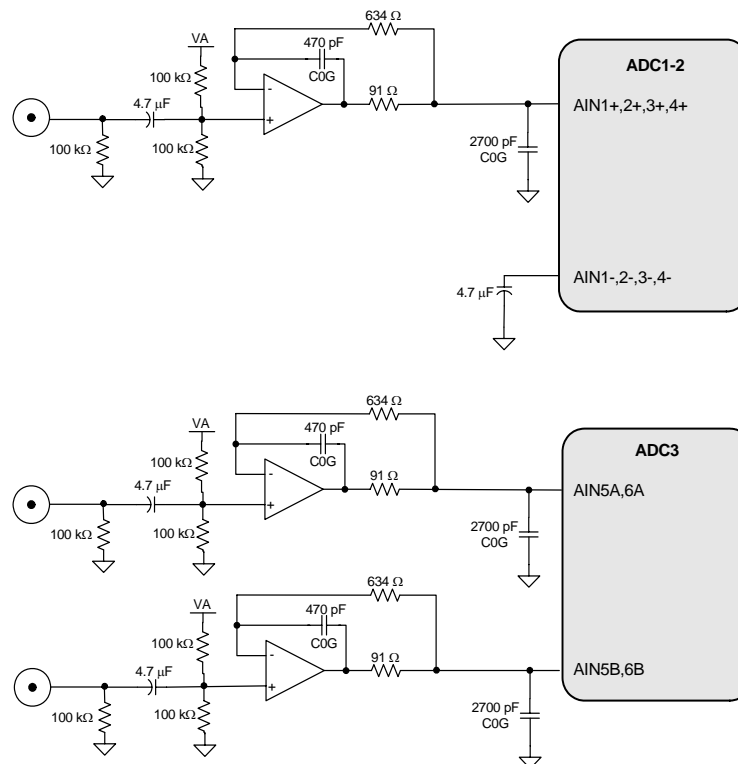 634 Ω
470 pF
C0G
VA
100 kΩ
4.7 µF
-
+
91 Ω
100 kΩ
100 kΩ
2700 pF
C0G
ADC1-2
AIN1+,2+,3+,4+
AIN1-,2-,3-,4-
4.7 µF
634 Ω
470 pF
C0G
VA
100 kΩ
4.7 µF
-
+
91 Ω
100 kΩ
100 kΩ
2700 pF
C0G
ADC3
AIN5A,6A
634 Ω
470 pF
C0G
VA
100 kΩ
4.7 µF
-
+
91 Ω
100 kΩ
100 kΩ
2700 pF
C0G
AIN5B,6B